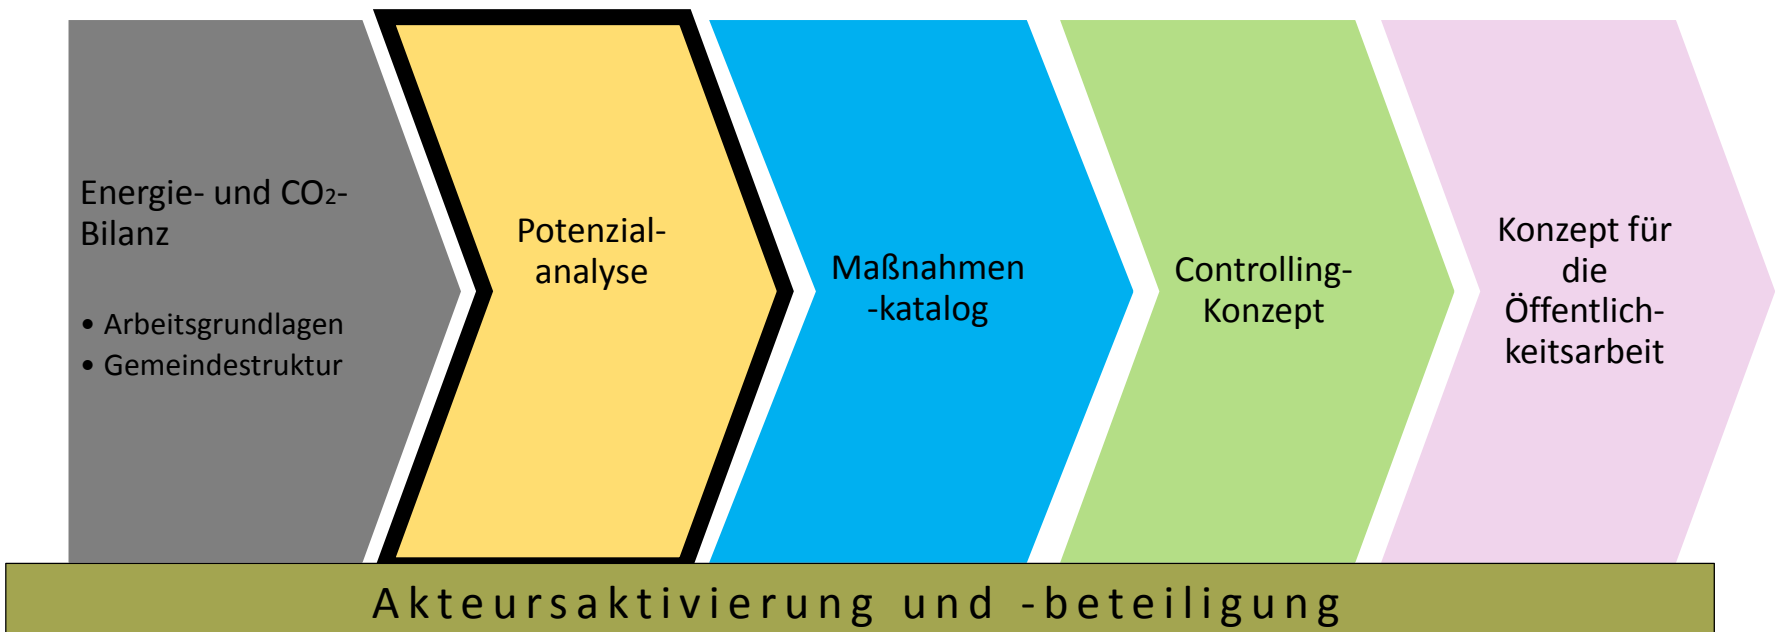 Energie- und CO2-
Bilanz
• Arbeitsgrundlagen
• Gemeindestruktur
Potenzial-
analyse
Maßnahmen
-katalog
Controlling-
Konzept
Konzept für
die
Öffentlich-
keitsarbeit
Akteursaktivierung und -beteiligung